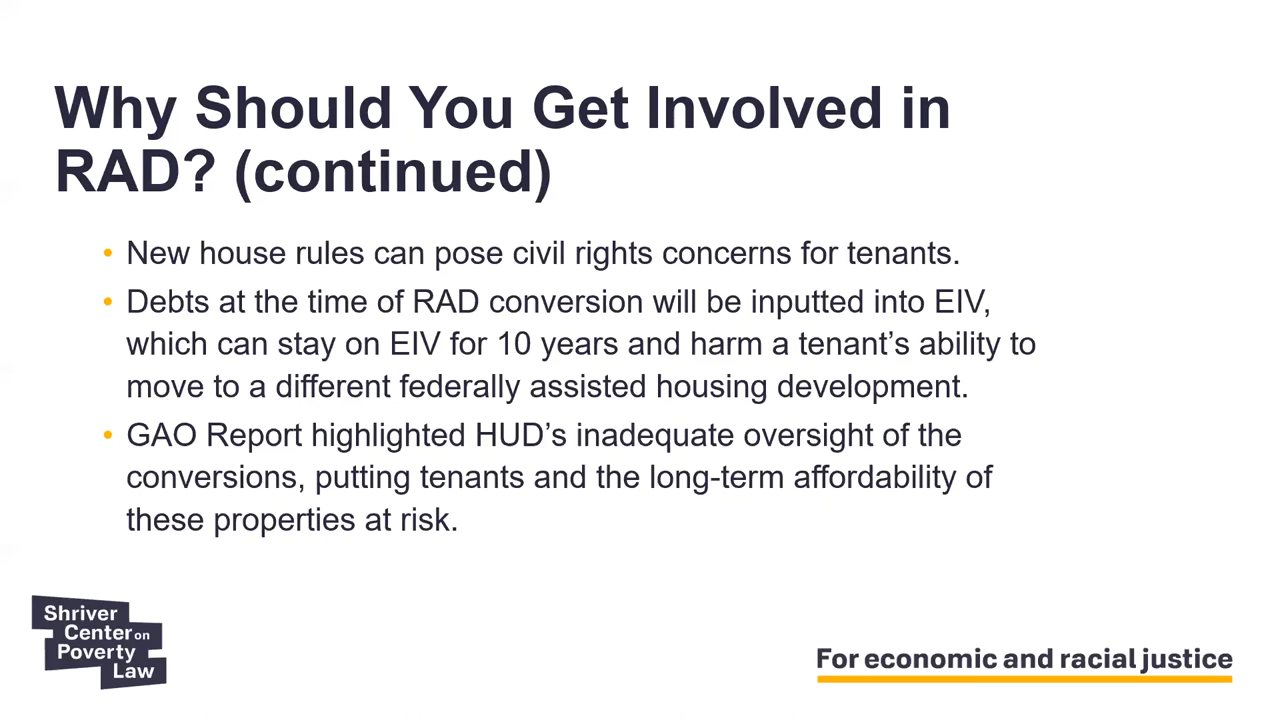 Why Should You Get Involved in
RAD? (continued)
• New house rules can pose civil rights concerns for tenants.
• Debts at the time of RAD conversion will be inputted into EIV,
which can stay on EIV for 10 years and harm a tenant’s ability to
move to a different federally assisted housing development.
• GAO Report highlighted HUD’s inadequate oversight of the
conversions, putting tenants and the long-term affordability of
these properties at risk.
Shriver
Center on
Poverty
Law
For economic and racial justice